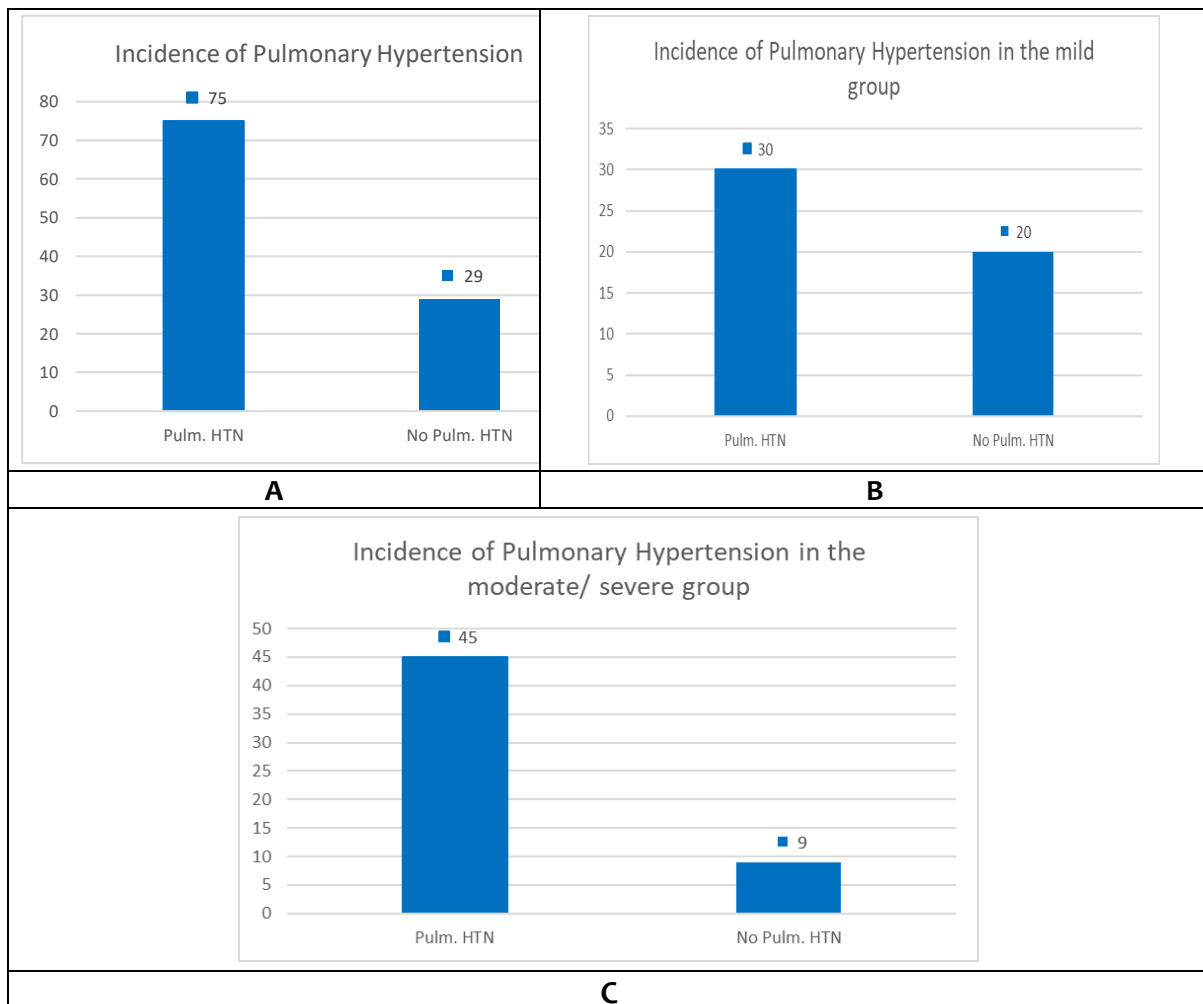 Incidence of Pulmonary Hypertension
80
70
60
50
40
30
20
10
0
75
29
Pulm. HTN
No Pulm. HTN
A
Incidence of Pulmonary Hypertension in the mild
group
35
30
25
20
15
10
5
0
30
20
Pulm. HTN
No Pulm. HTN
B
Incidence of Pulmonary Hypertension in the
moderate/ severe group
50
45
40
35
30
25
20
15
10
5
0
45
9
Pulm. HTN
No Pulm. HTN
C